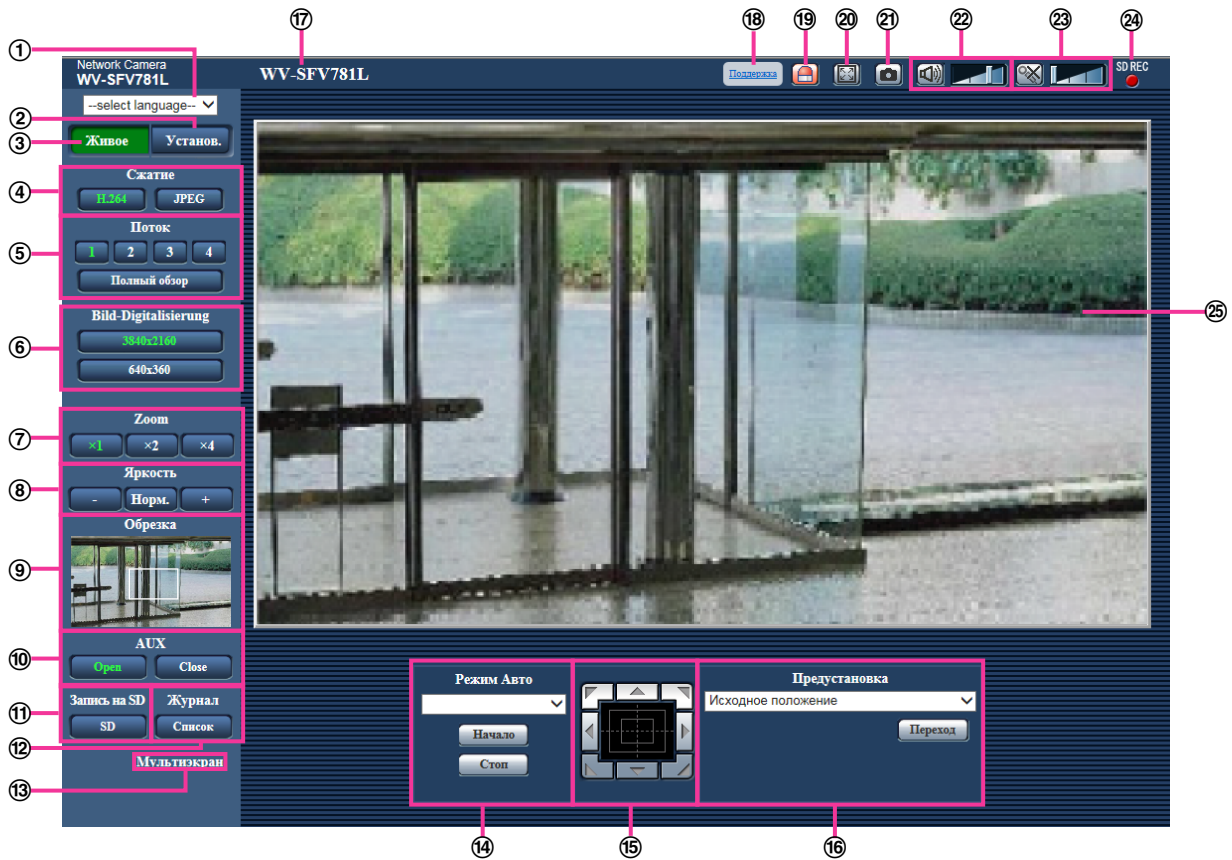 ⑰ ⑱ ⑲ ⑳ ㉑ ㉒ ㉓ ㉔
①
Network Camera
WV-SFV781L
WV-SFV781L
Поддержка
SD REC
--select language--
②
③
Живое Установ.
Сжатие
④
H.264 JPEG
Поток
⑤
1 2 3 4
Полный обзор
Bild-Digitalisierung
⑥
3840x2160
640x360
㉕
Zoom
⑦
×1 ×2 ×4
Яркость
⑧
- Норм. +
Обрезка
⑨
AUX
⑩
Open Close
Запись на SD Журнал
⑪
SD Список
⑫
Мультиэкран
⑬
Режим Авто
Начало
Стоп
Предустановка
Исходное положение
Переход
⑭ ⑮ ⑯